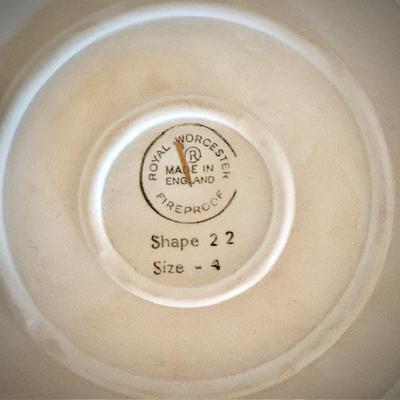 ROYAL WORCESTER
®
MADE IN
ENGLAND
FIREPROOF
Shape 22
Size - 4